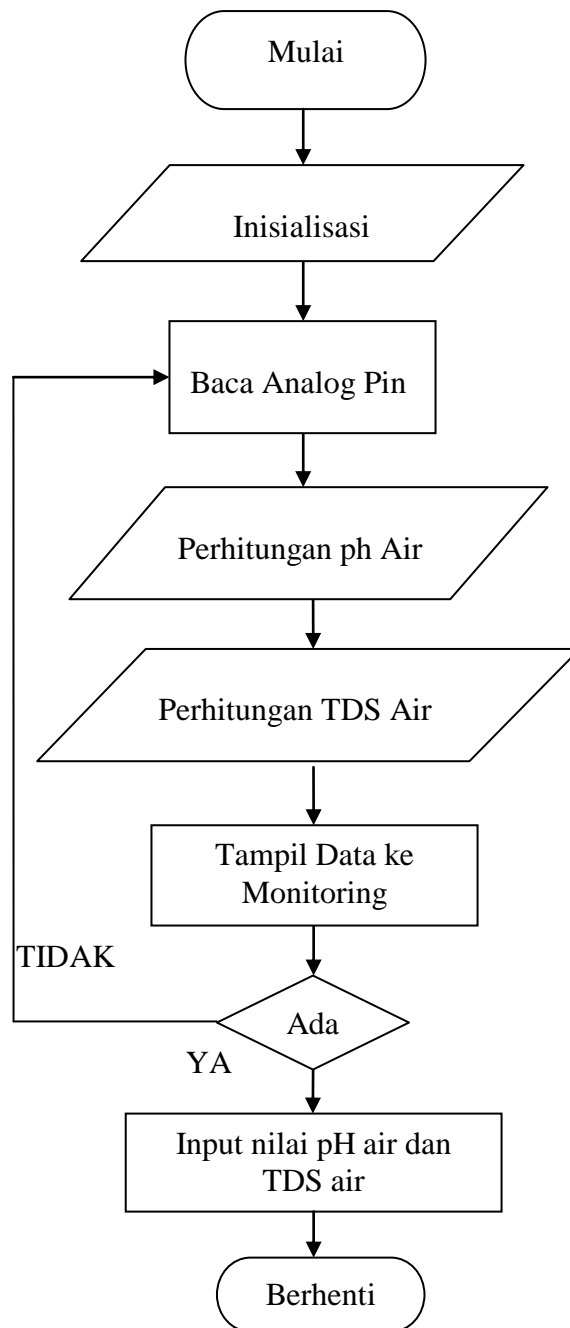 Mulai
Inisialisasi
Baca Analog Pin
Perhitungan ph Air
Perhitungan TDS Air
Tampil Data ke
Monitoring
TIDAK
Ada
YA
Input nilai pH air dan
TDS air
Berhenti